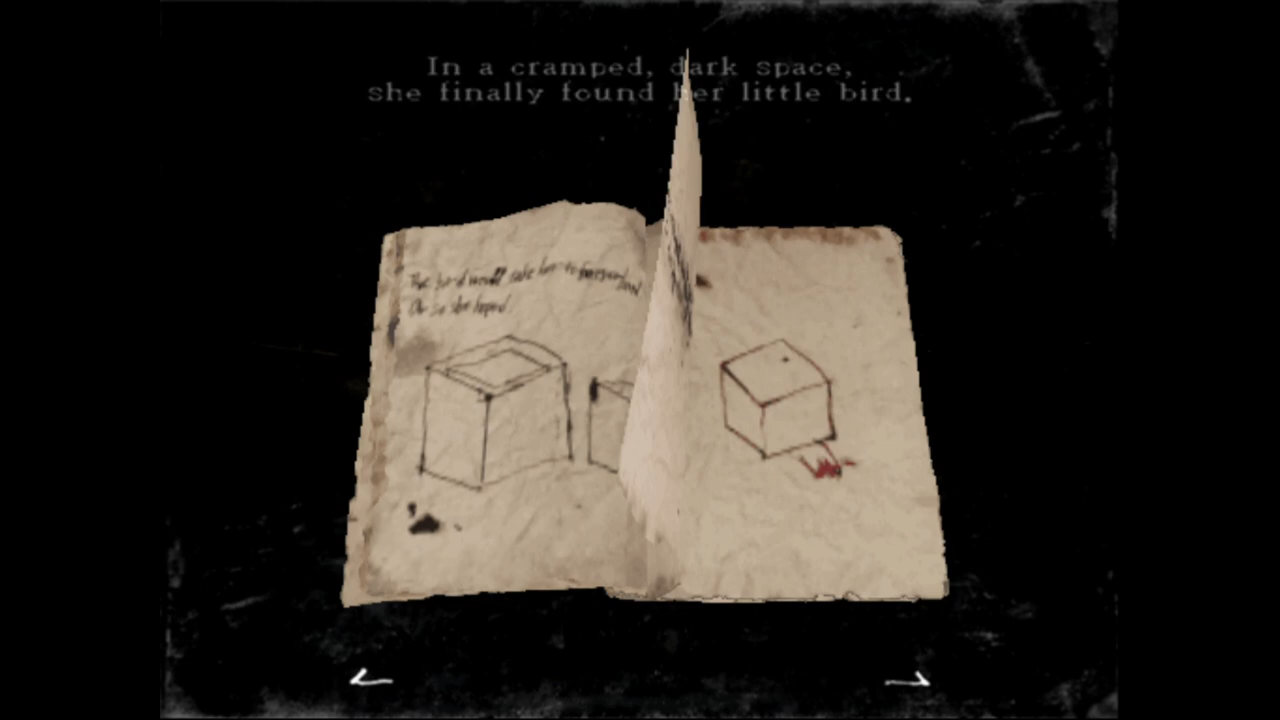 In a cramped, dark space,
she finally found her little bird.
The bird would take her to
Or so she hoped.